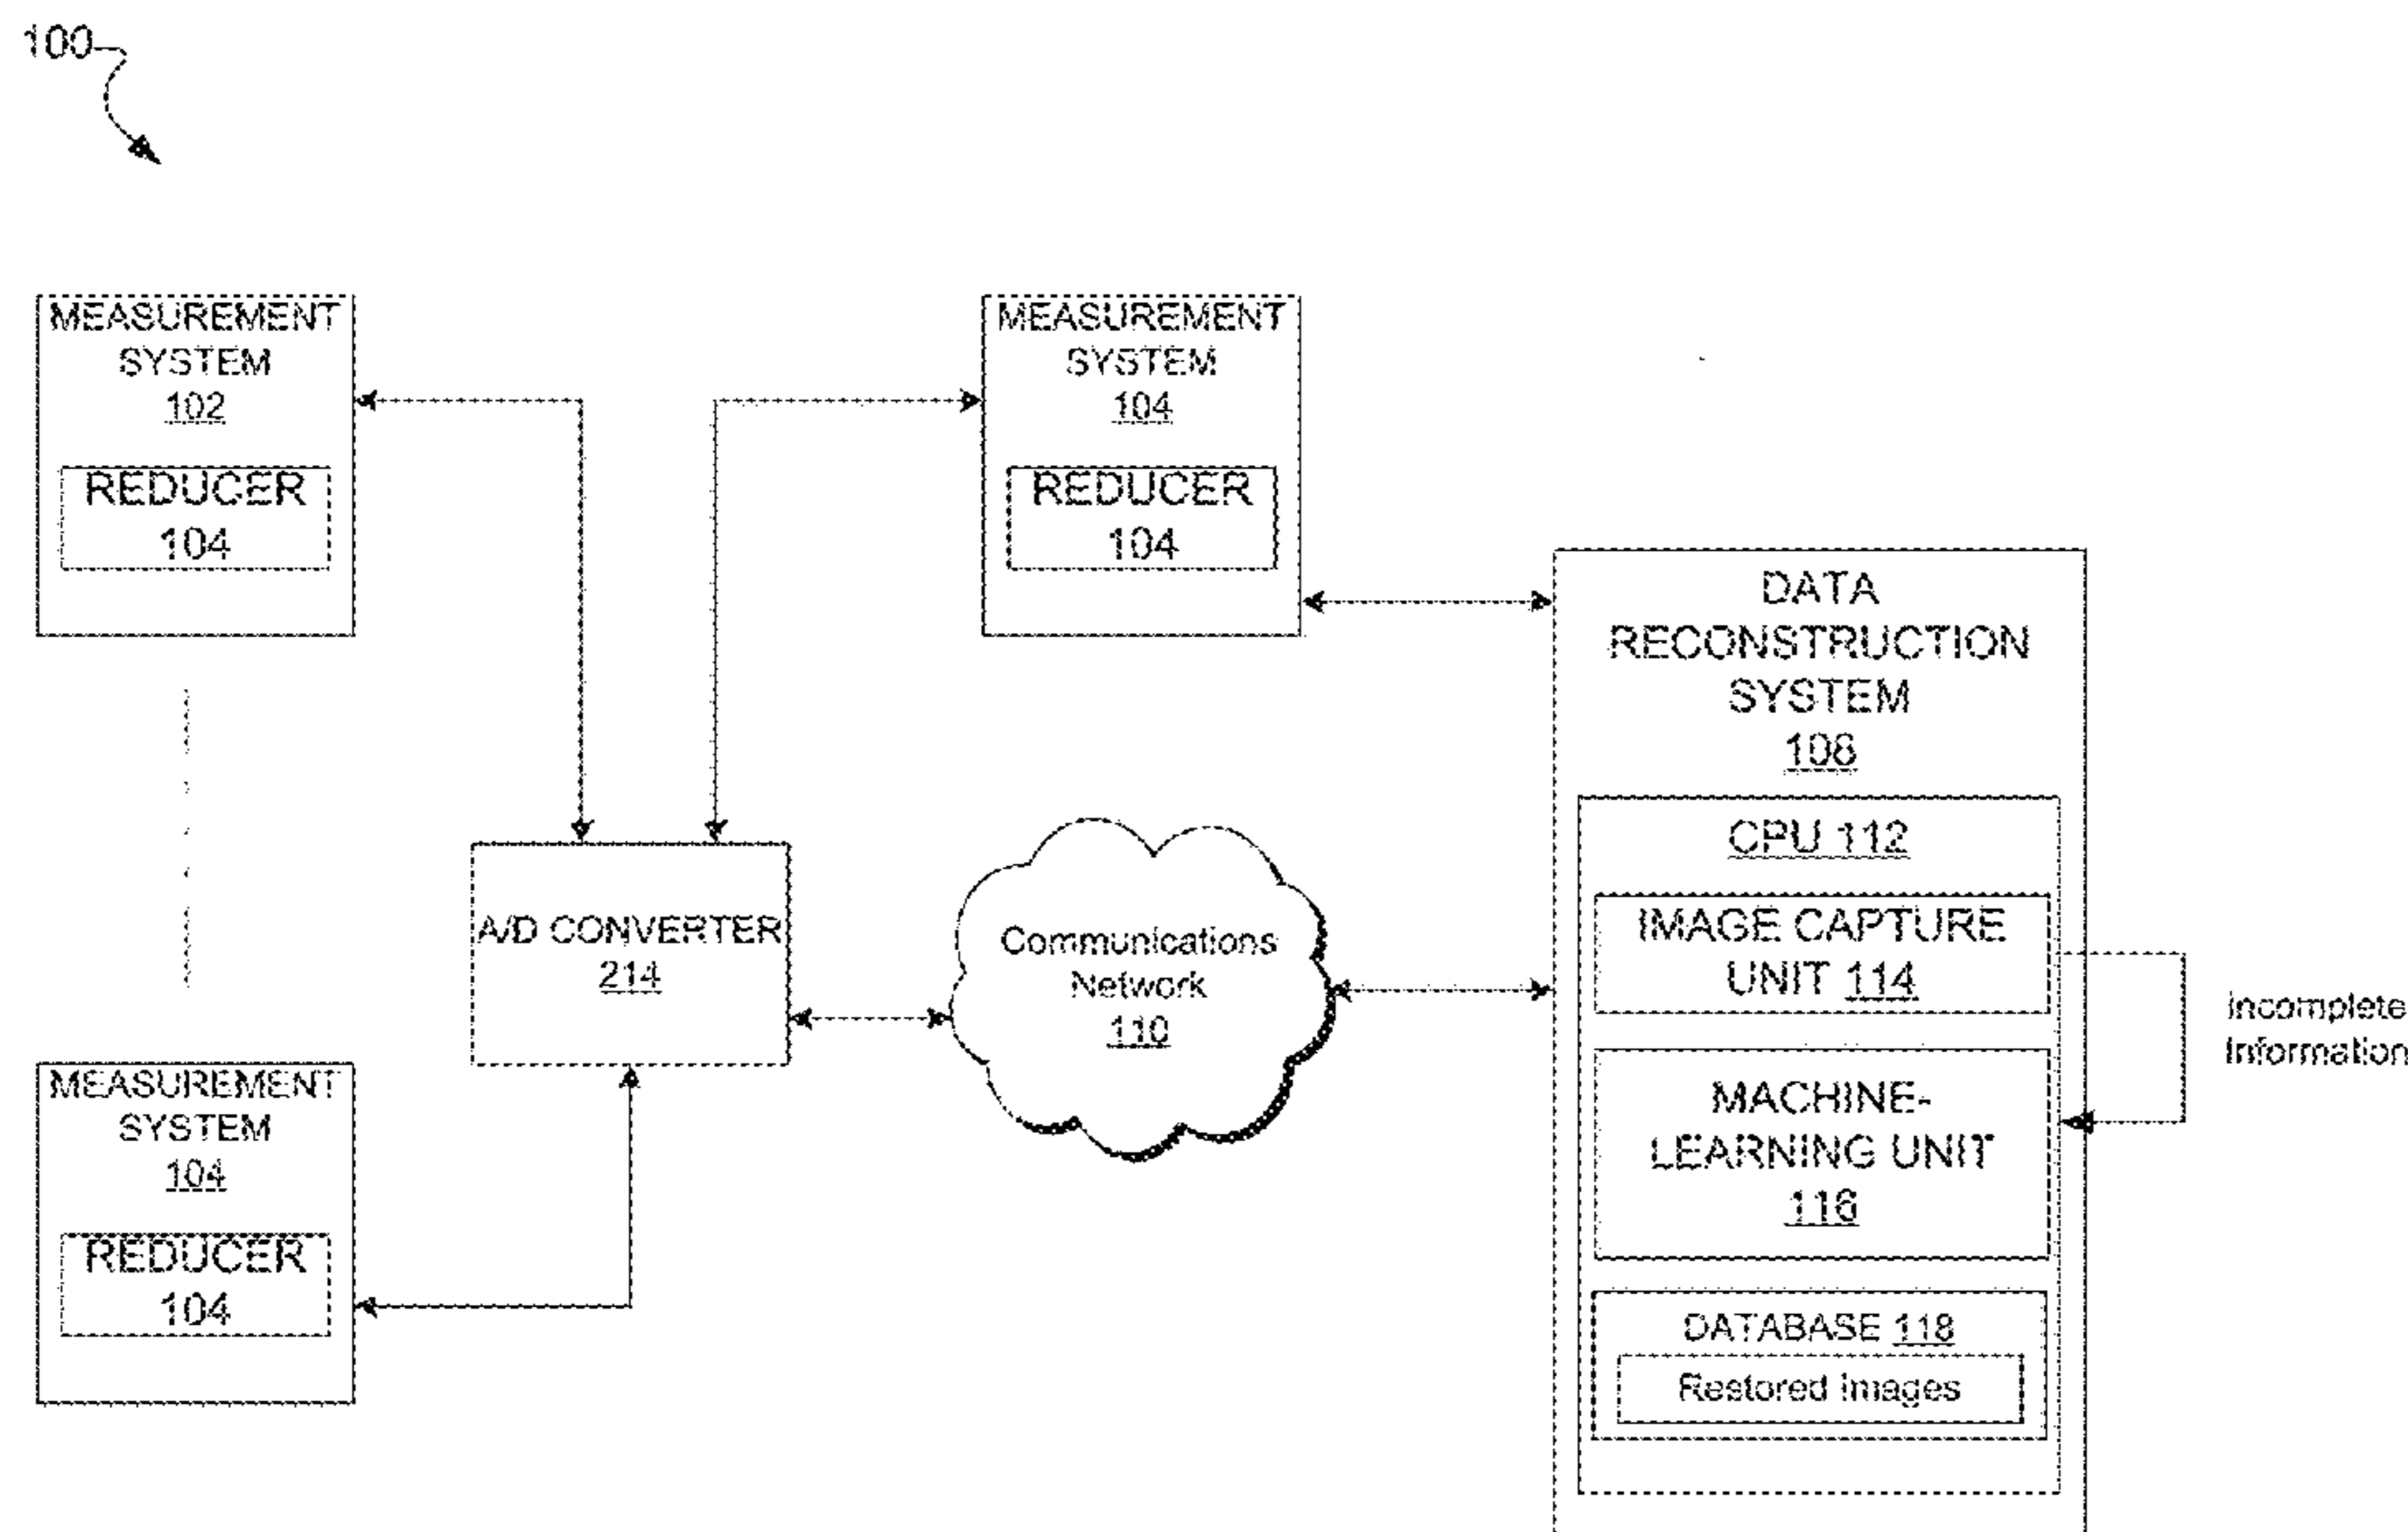 100
MEASUREMENT
SYSTEM
102
REDUCER
104
MEASUREMENT
SYSTEM
104
REDUCER
104
DATA
RECONSTRUCTION
SYSTEM
108
CPU 112
IMAGE CAPTURE
UNIT 114
MACHINE-
LEARNING UNIT
116
DATABASE 118
Restored Images
Incomplete
Information
A/D CONVERTER
214
Communications
Network
110
MEASUREMENT
SYSTEM
104
REDUCER
104